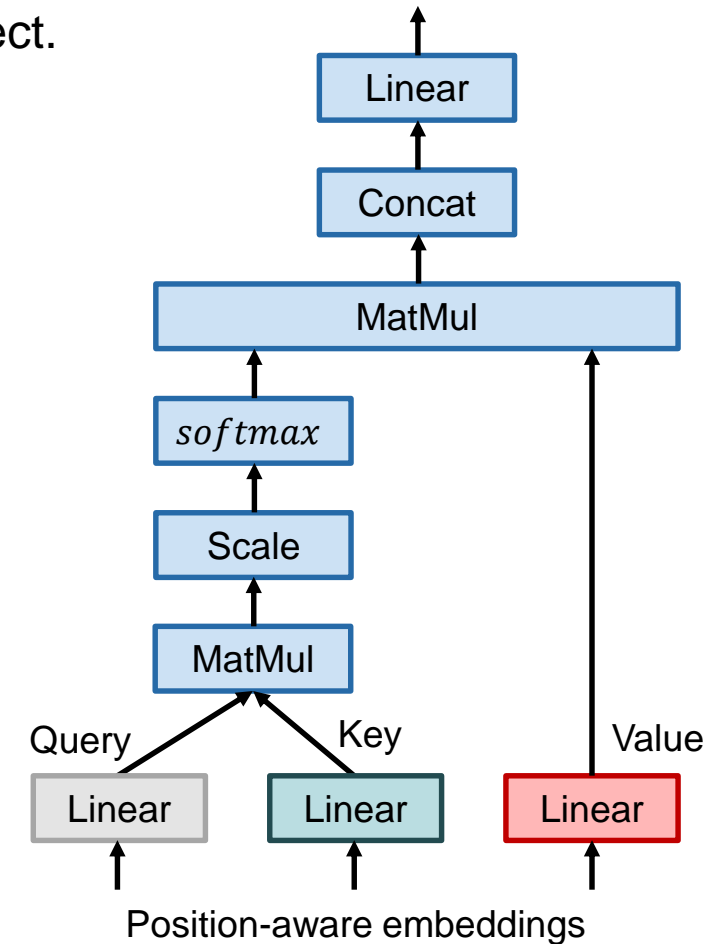 ect.
Linear
Concat
MatMul
softmax
Scale
MatMul
Query Key Value
Linear Linear Linear
Position-aware embeddings